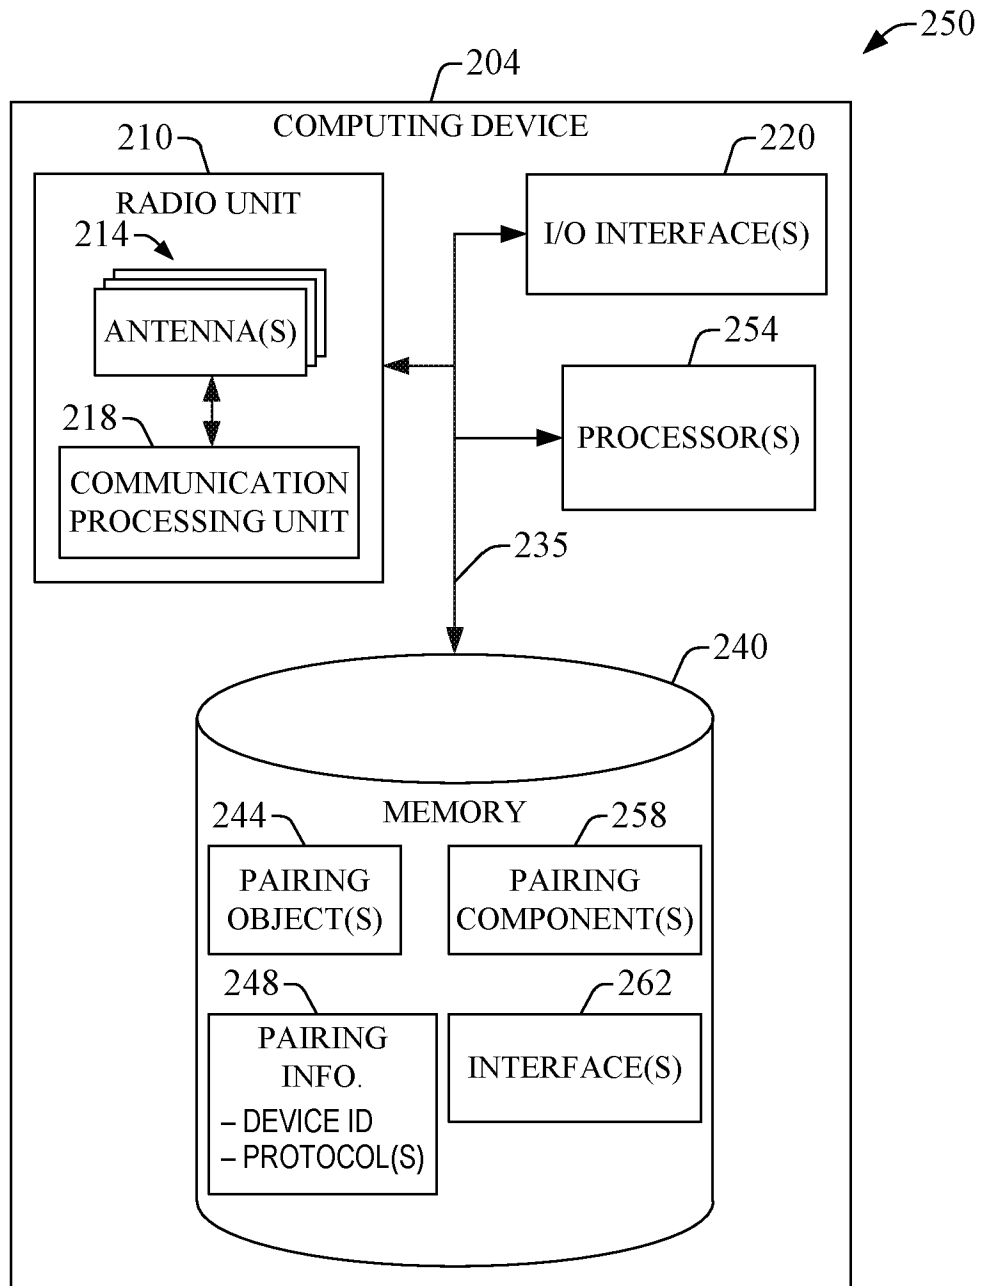 250
204
COMPUTING DEVICE
210
220
RADIO UNIT
I/O INTERFACE(S)
214
ANTENNA(S)
254
PROCESSOR(S)
218
COMMUNICATION
PROCESSING UNIT
235
240
MEMORY
244
258
PAIRING
OBJECT(S)
PAIRING
COMPONENT(S)
248
262
PAIRING
INFO.
– DEVICE ID
– PROTOCOL(S)
INTERFACE(S)